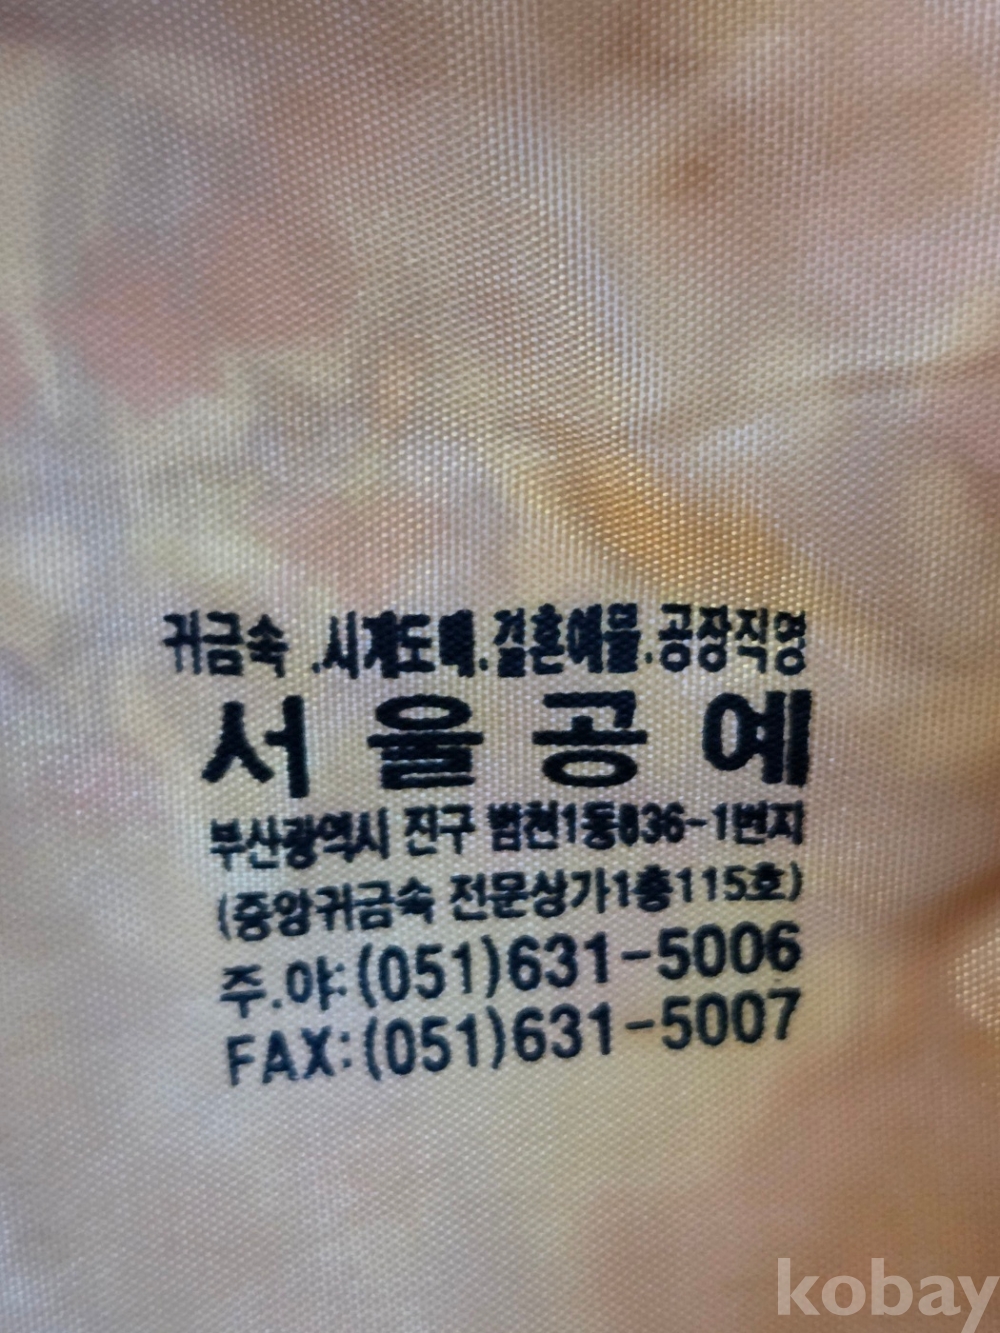 귀금속 .시계도매.결혼예물.공장직영
서울공예
부산광역시 진구 범천1동836-1번지
(중앙귀금속 전문상가1층115호)
주.야:(051)631-5006
FAX:(051)631-5007
kobay